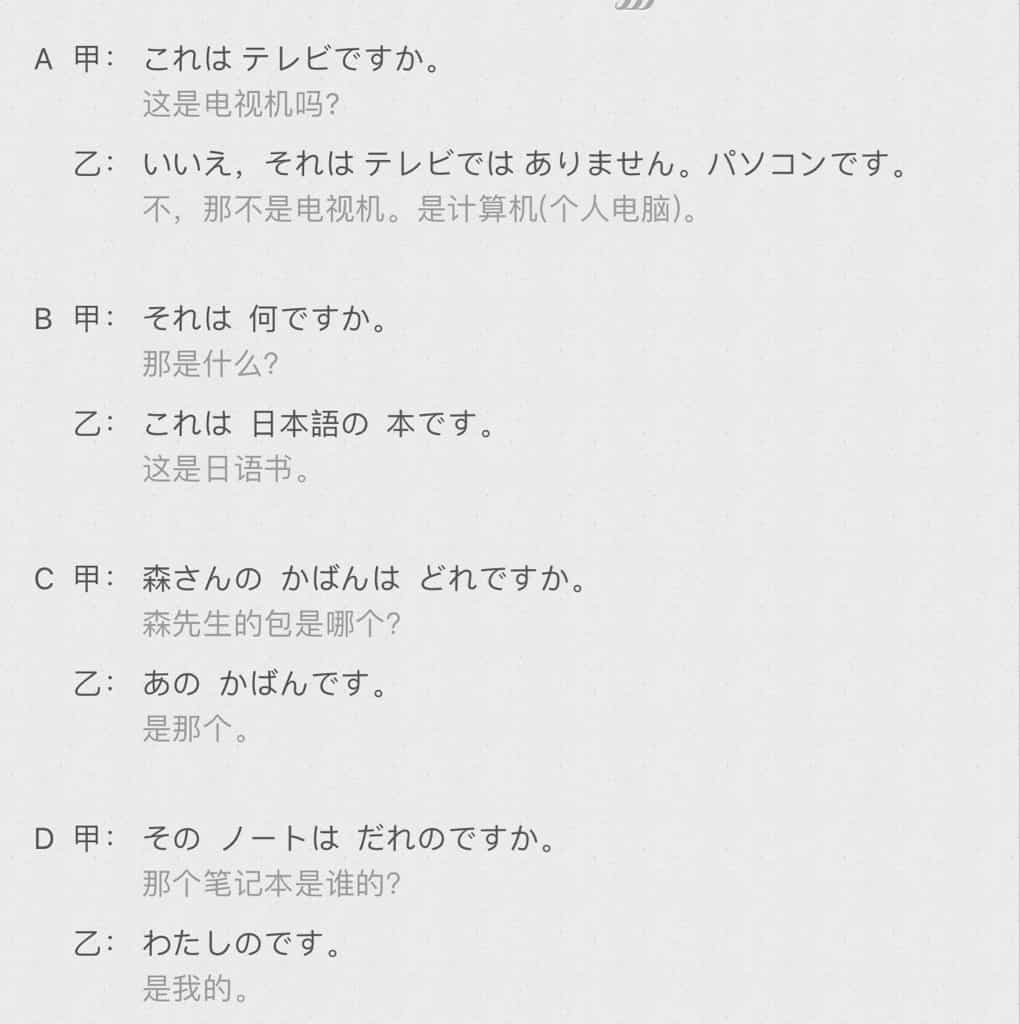 A 甲： これは テレビですか。
这是电视机吗?
乙： いいえ，それは テレビでは ありません。パソコンです。
不，那不是电视机。是计算机(个人电脑)。
B 甲： それは 何ですか。
那是什么?
乙： これは 日本語の 本です。
这是日语书。
C 甲： 森さんの かばんは どれですか。
森先生的包是哪个?
乙： あの かばんです。
是那个。
D 甲： その ノートは だれのですか。
那个笔记本是谁的?
乙： わたしのです。
是我的。